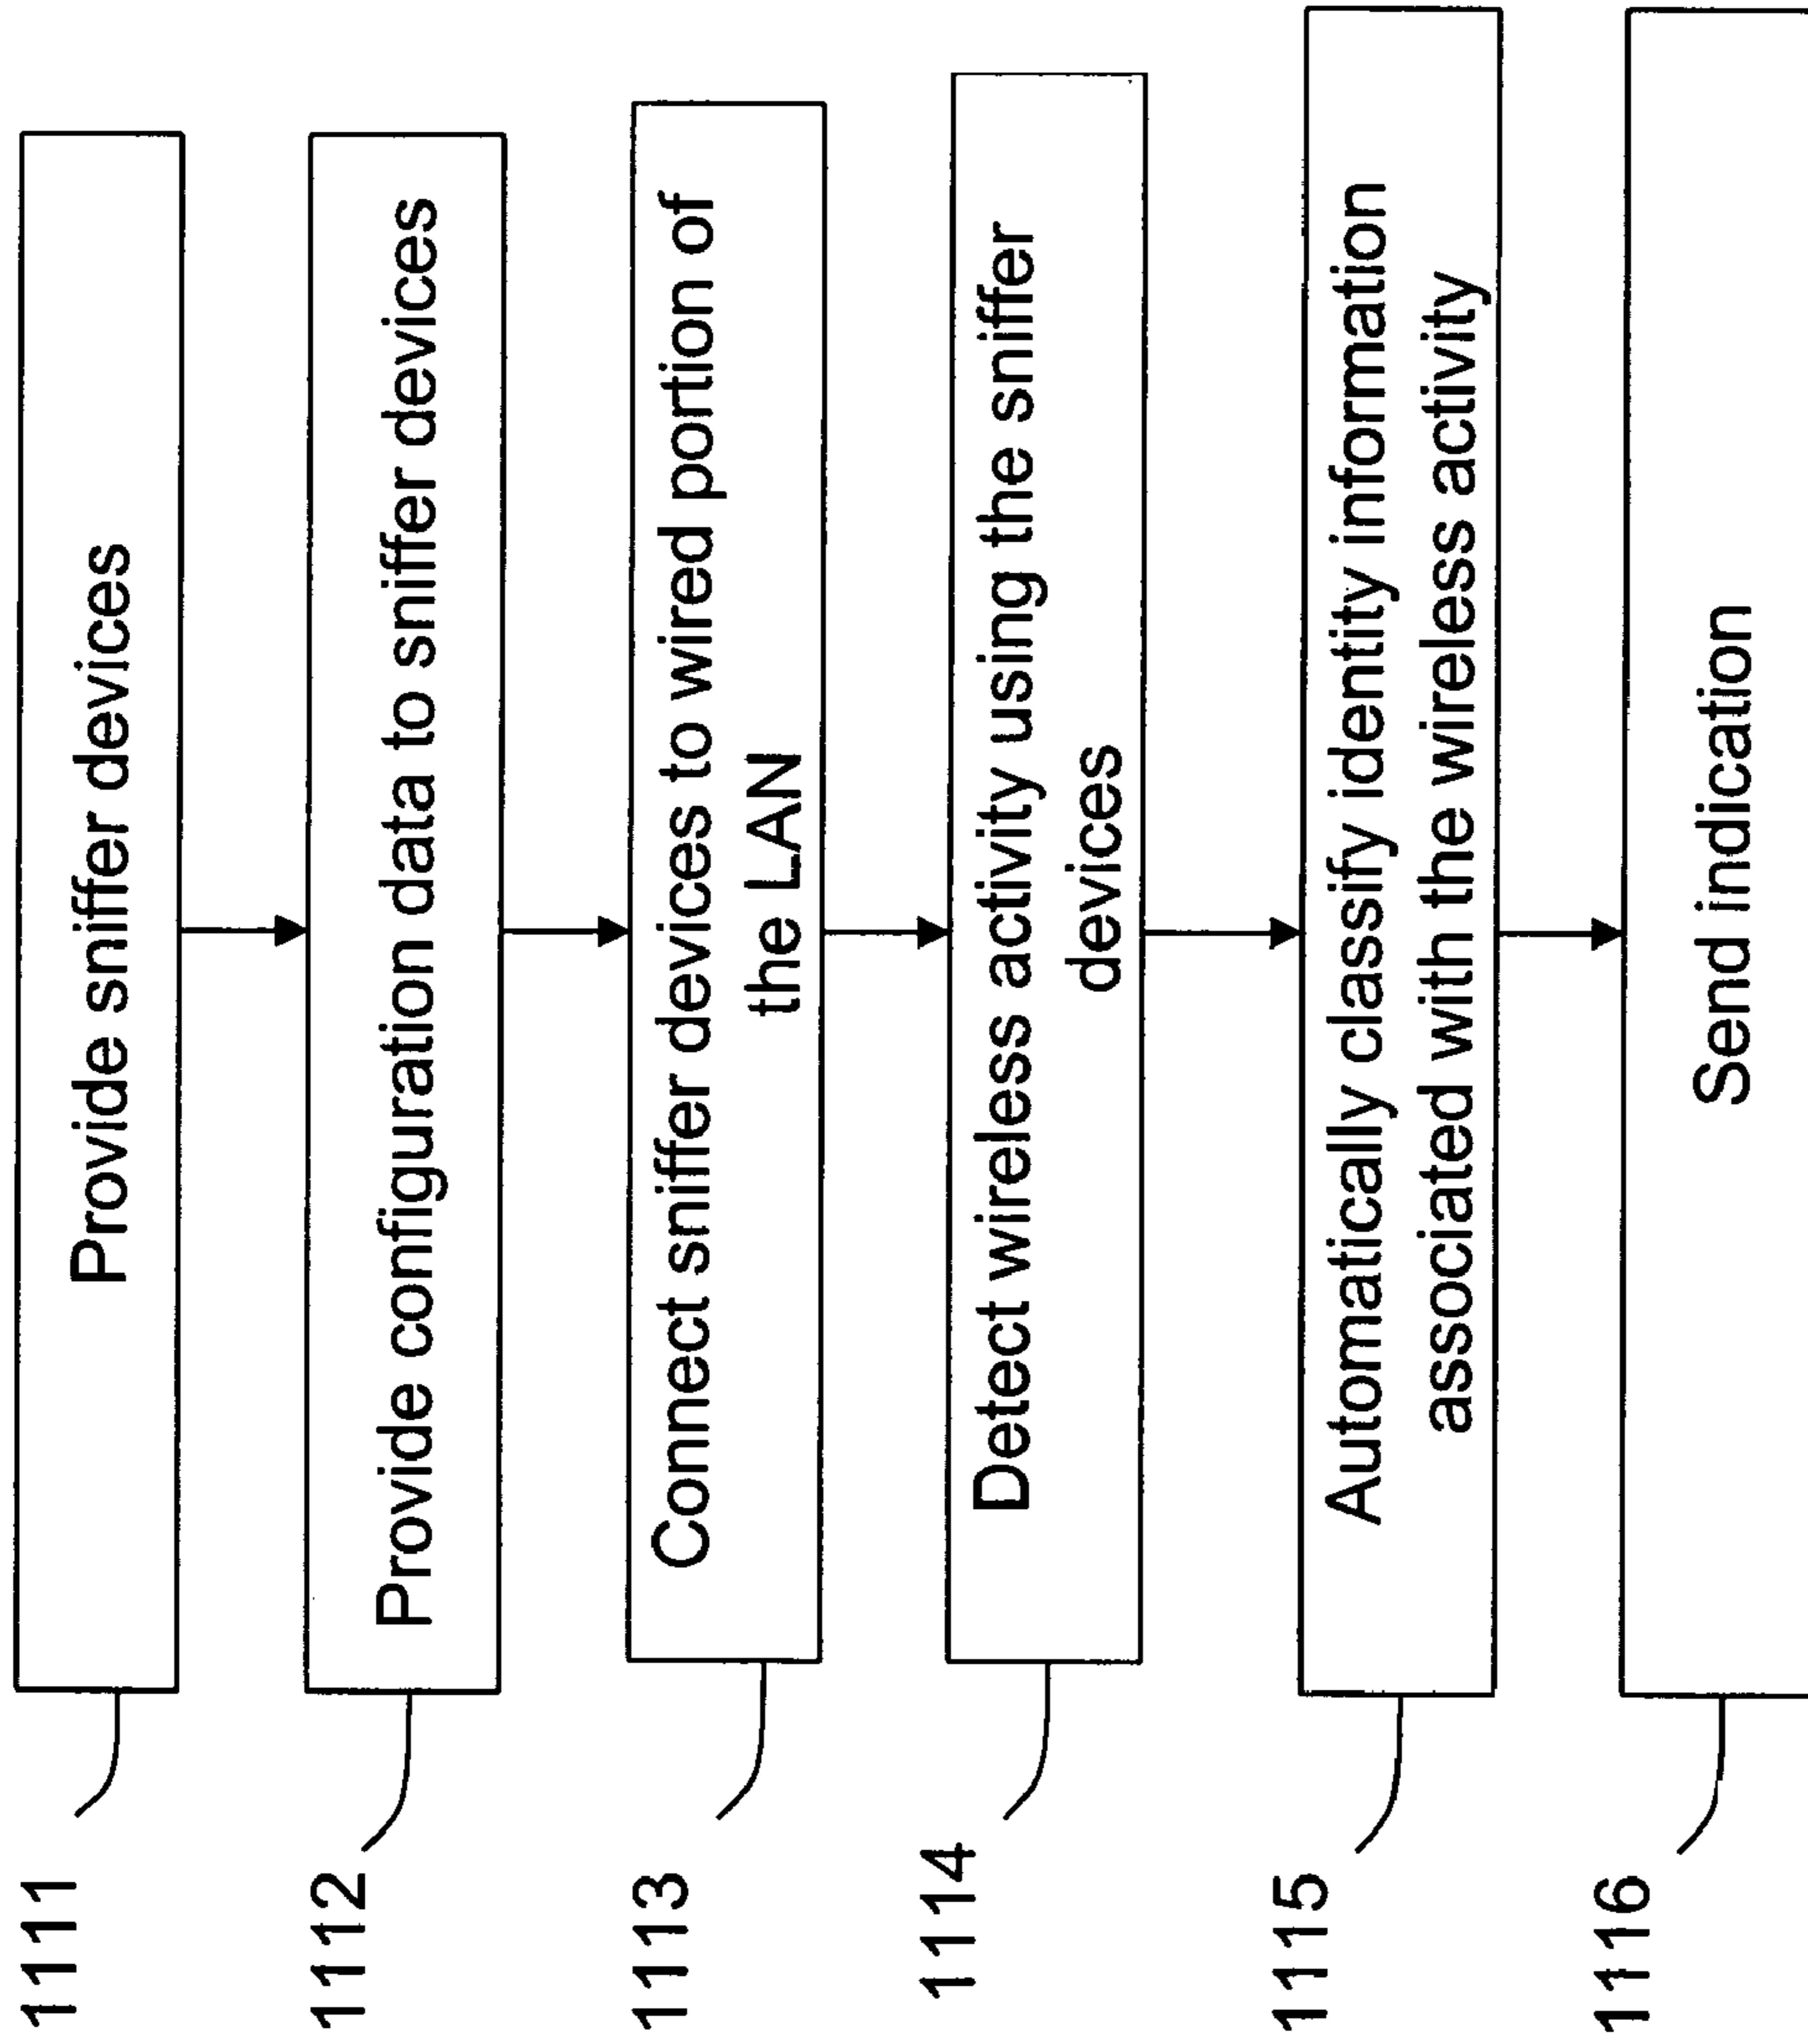 1111
Provide sniffer devices
1112
Provide configuration data to sniffer devices
1113
Connect sniffer devices to wired portion of
the LAN
1114
Detect wireless activity using the sniffer
devices
1115
Automatically classify identity information
associated with the wireless activity
1116
Send indication